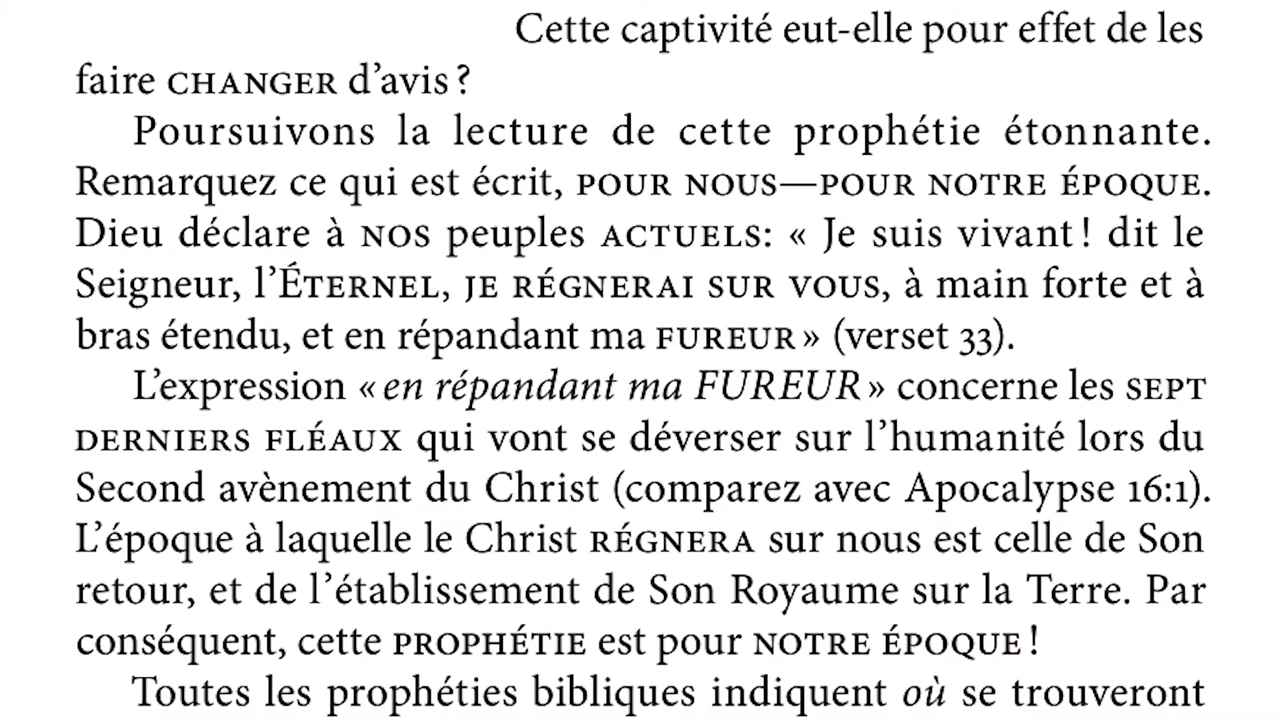 Cette captivité eut-elle pour effet de les
faire CHANGER d’avis ?
Poursuivons la lecture de cette prophétie étonnante.
Remarquez ce qui est écrit, POUR NOUS—POUR NOTRE ÉPOQUE.
Dieu déclare à NOS peuples ACTUELS: « Je suis vivant ! dit le
Seigneur, l’ÉTERNEL, JE RÉGNERAI SUR VOUS, à main forte et à
bras étendu, et en répandant ma FUREUR » (verset 33).
L’expression « en répandant ma FUREUR » concerne les SEPT
DERNIERS FLÉAUX qui vont se déverser sur l’humanité lors du
Second avènement du Christ (comparez avec Apocalypse 16:1).
L’époque à laquelle le Christ RÉGNERA sur nous est celle de Son
retour, et de l’établissement de Son Royaume sur la Terre. Par
conséquent, cette PROPHÉTIE est pour NOTRE ÉPOQUE !
Toutes les prophéties bibliques indiquent où se trouveront